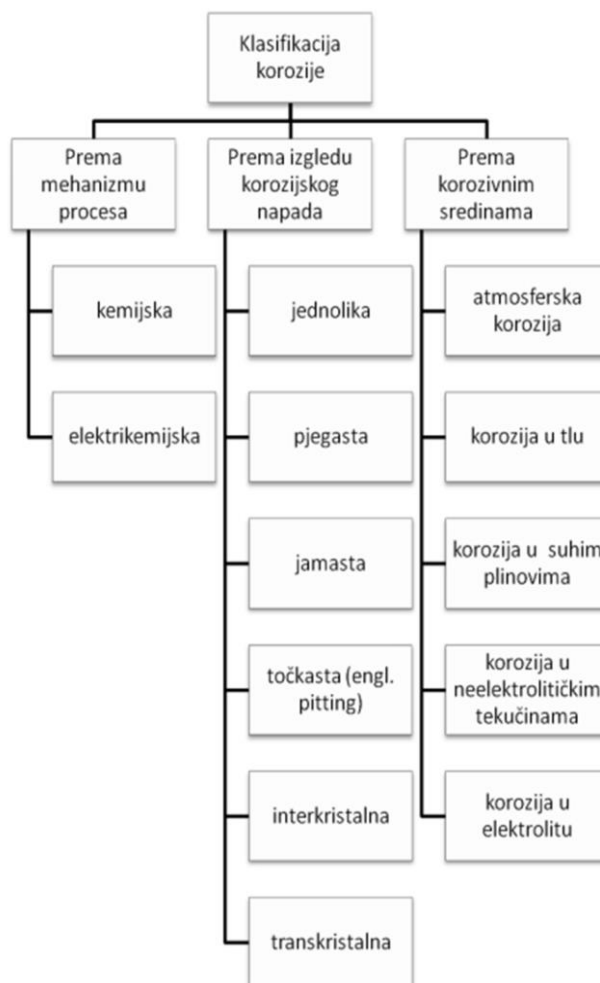 Klasifikacija
korozije
Prema
mehanizmu
procesa
kemijska
elektrikemijska
Prema izgledu
korozijskog
napada
jednolika
pjegasta
jamasta
točkasta (engl.
pitting)
interkristalna
transkristalna
Prema
korozivnim
sredinama
atmosferska
korozija
korozija u tlu
korozija u suhim
plinovima
korozija u
neelektrolitičkim
tekučinama
korozija u
elektrolitu